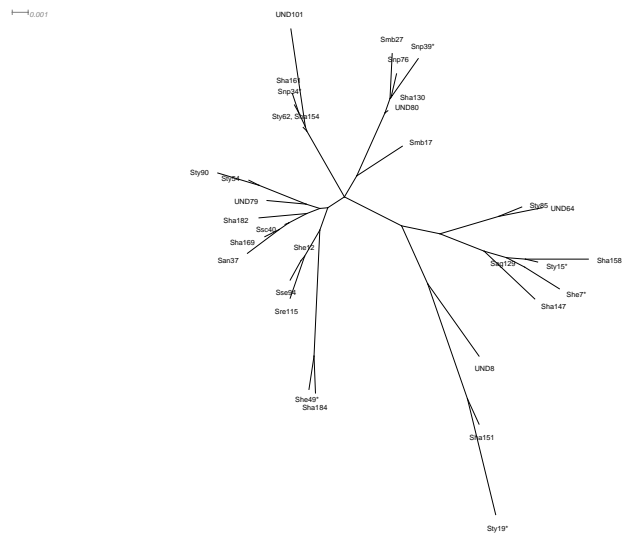 0.001
UND101
Smb27
Snp39*
Snp76
Sha161
Snp34*
Sha130
UND80
Sty62, Sha154
Smb17
Sty90
Sty54
UND79
Sty85
UND64
Sha182
Ssc40
Sha169
She12
San37
Sag129
Sha158
Sty15*
She7*
Sse94
Sha147
Sre115
UND8
She49*
Sha184
Sha151
Sty19*